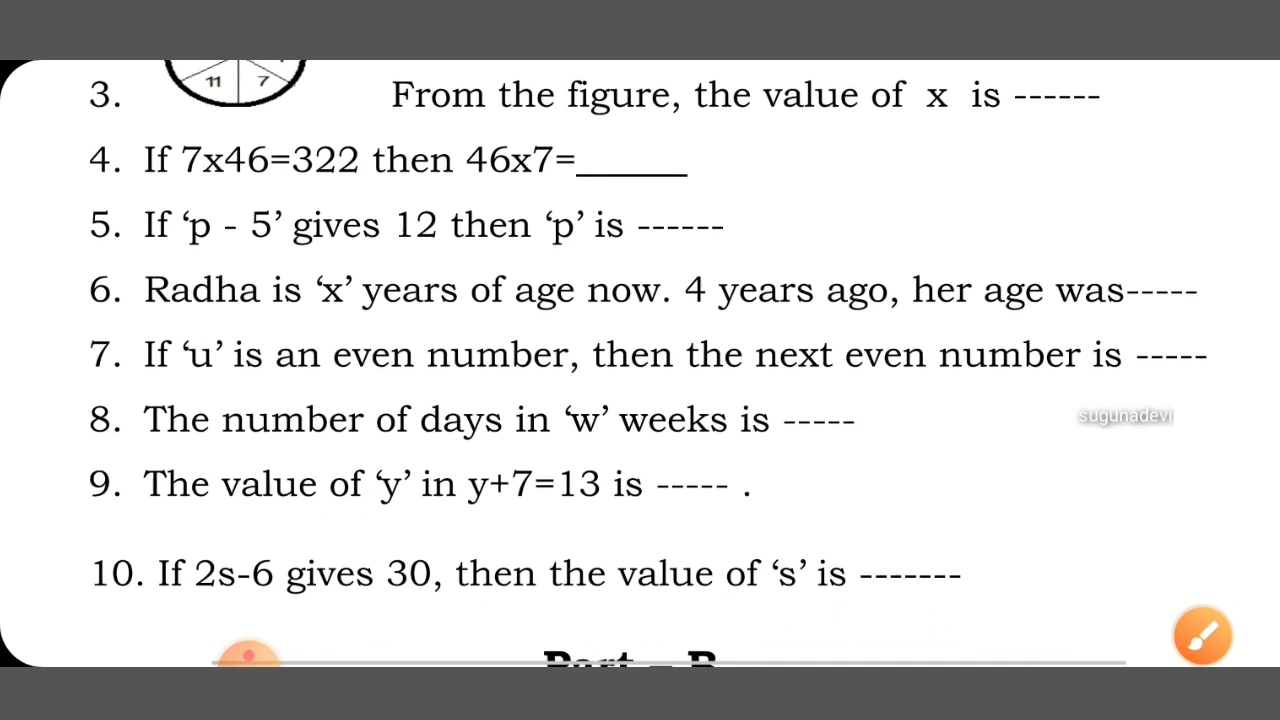 11 7
3. From the figure, the value of x is ------
4. If 7x46=322 then 46x7=______
5. If ‘p - 5’ gives 12 then ‘p’ is ------
6. Radha is ‘x’ years of age now. 4 years ago, her age was-----
7. If ‘u’ is an even number, then the next even number is -----
8. The number of days in ‘w’ weeks is -----
sugunadevi
9. The value of ‘y’ in y+7=13 is ----- .
10. If 2s-6 gives 30, then the value of ‘s’ is -------
Part – B